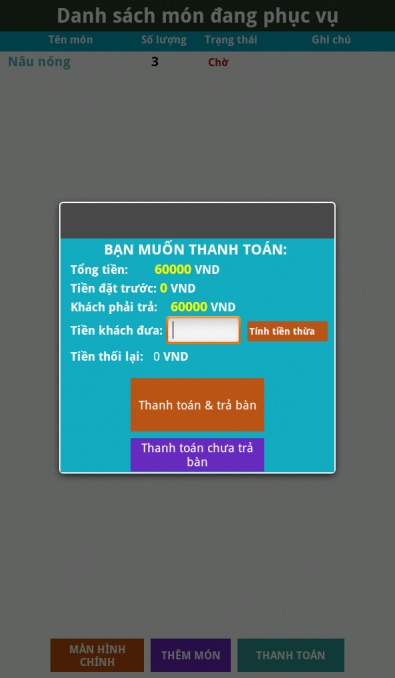 Danh sách món đang phục vụ
Tên món Số lượng Trạng thái Ghi chú
Nâu nóng 3 Chờ
BẠN MUỐN THANH TOÁN:
Tổng tiền: 60000 VND
Tiền đặt trước: 0 VND
Khách phải trả: 60000 VND
Tiền khách đưa: Tính tiền thừa
Tiền thối lại: 0 VND
Thanh toán & trả bàn
Thanh toán chưa trả
bàn
MÀN HÌNH
CHÍNH
THÊM MÓN
THANH TOÁN